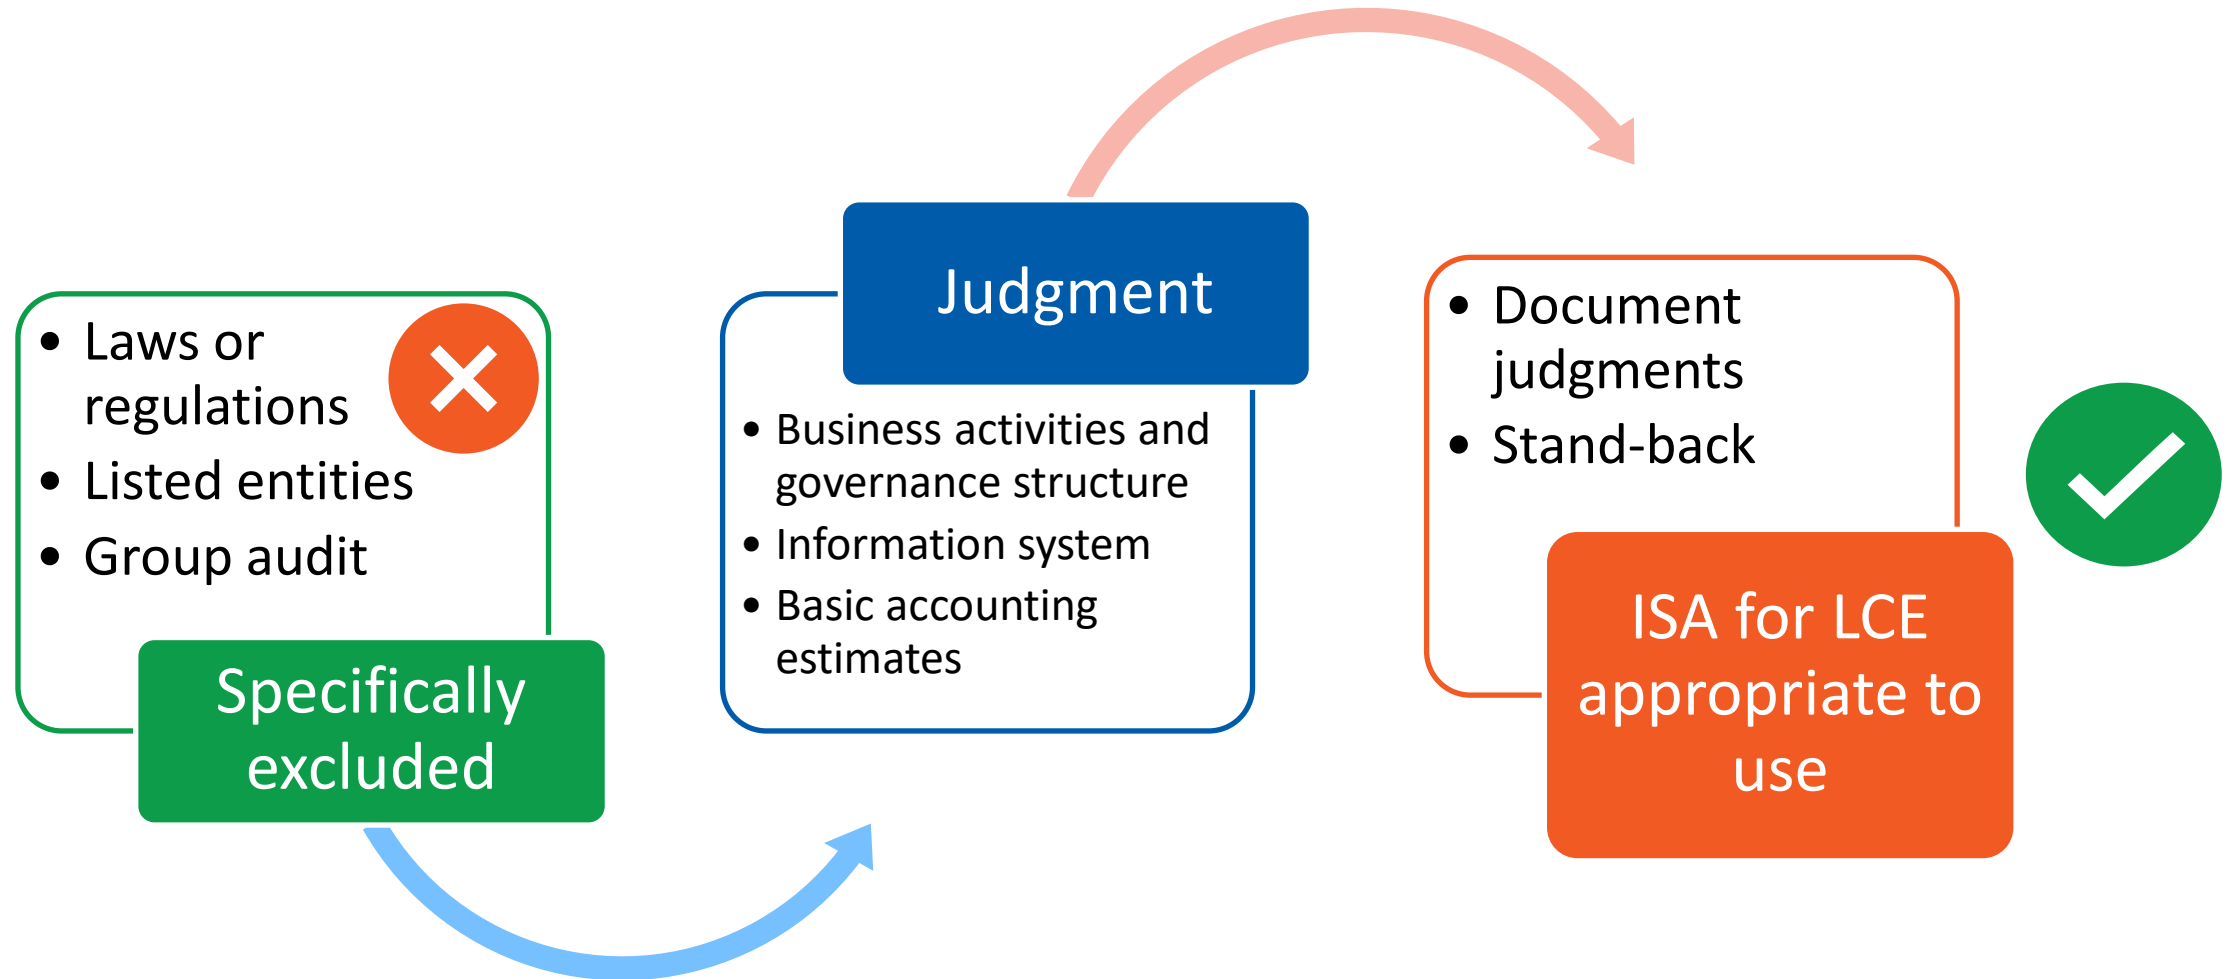 • Laws or
regulations
• Listed entities
• Group audit
Specifically
excluded
Judgment
• Business activities and
governance structure
• Information system
• Basic accounting
estimates
• Document
judgments
• Stand-back
ISA for LCE
appropriate to
use